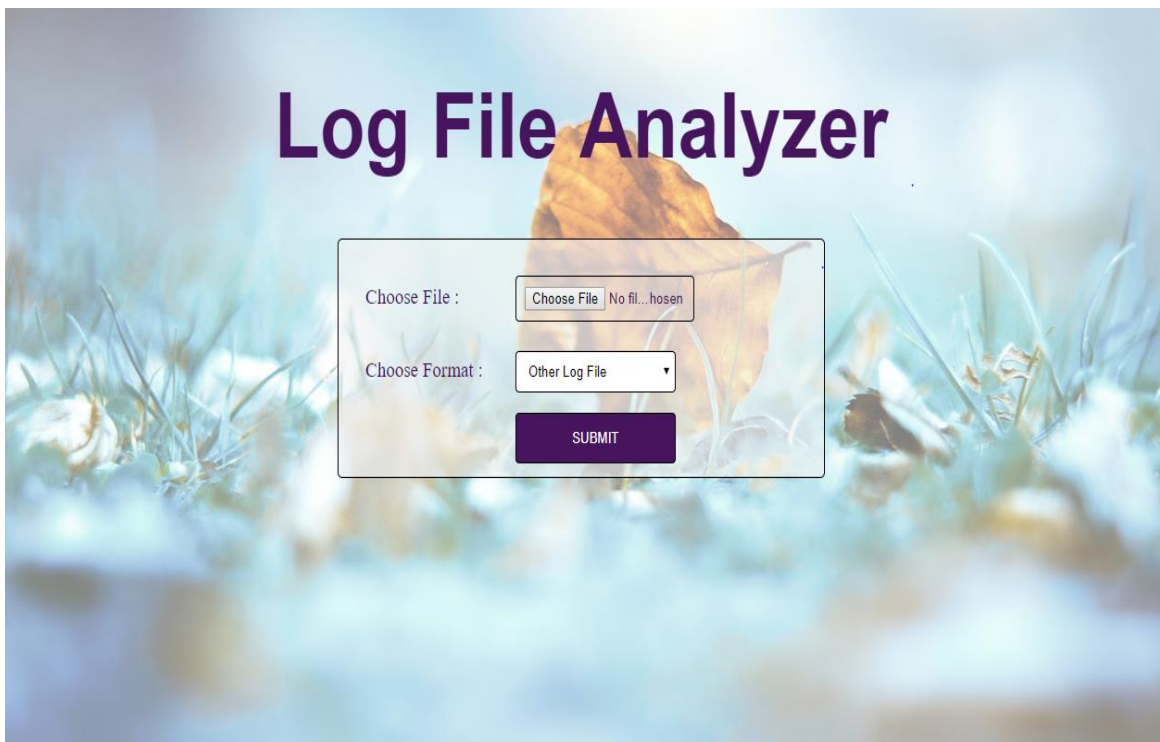 Log File Analyzer
Choose File : Choose File No fil...hosen
Choose Format : Other Log File
SUBMIT